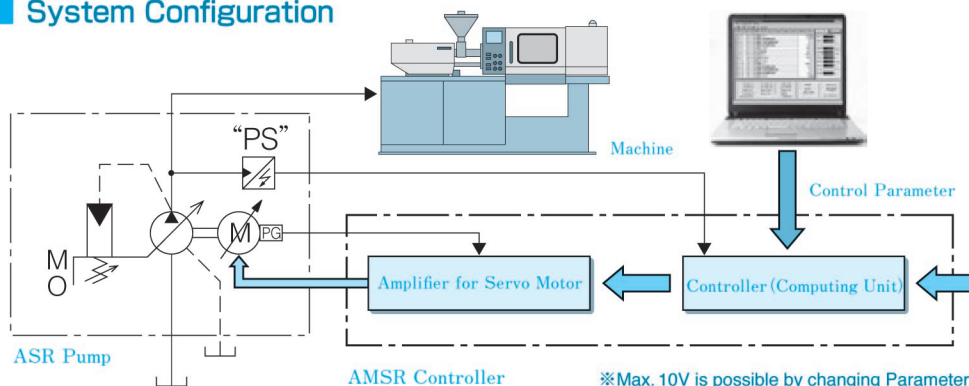 System Configuration
"PS"
Machine
Control Parameter
M
PG
M
O
Amplifier for Servo Motor
Controller (Computing Unit)
ASR Pump
AMSR Controller
※Max. 10V is possible by changing Parameter